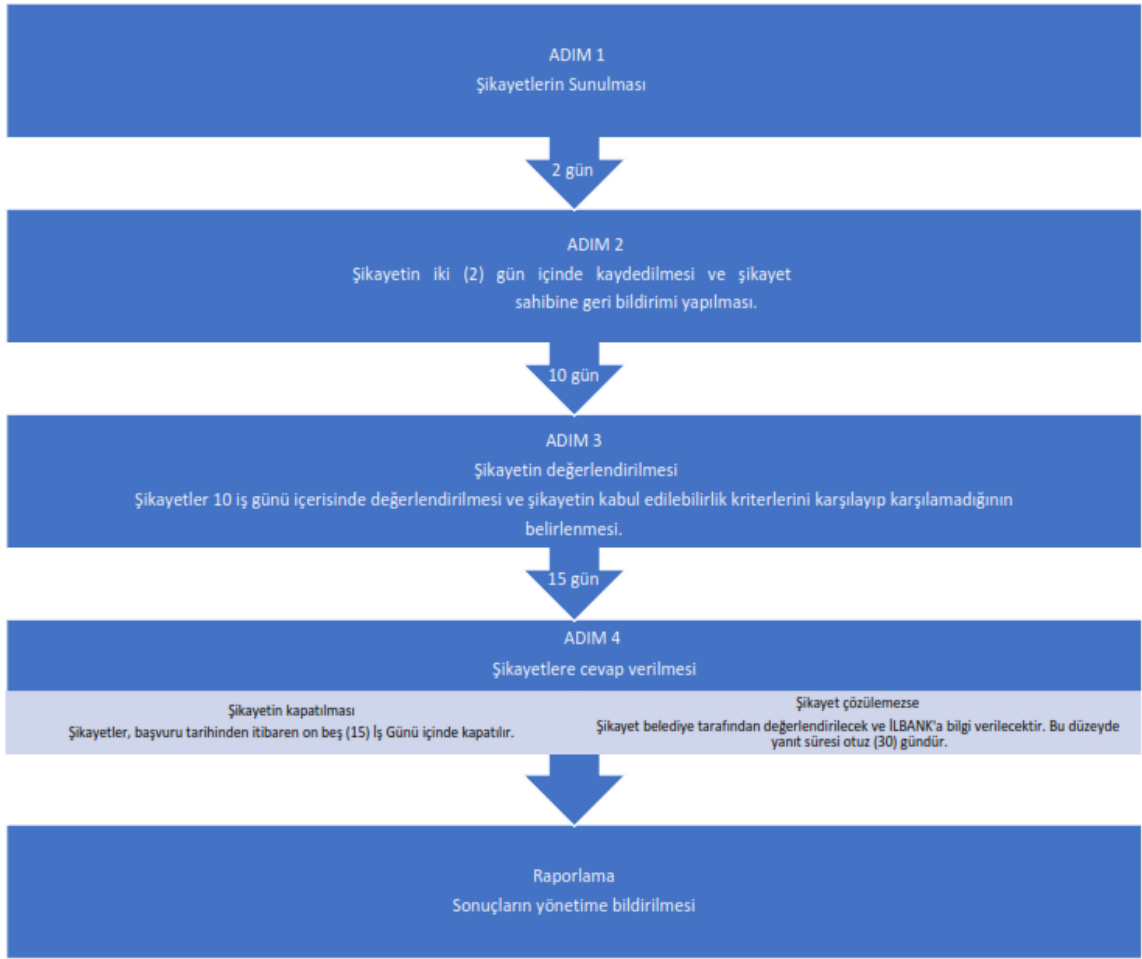 ADIM 1
Şikayetlerin Sunulması
2 gün
ADIM 2
Şikayetin iki (2) gün içinde kaydedilmesi ve şikayet
sahibine geri bildirimi yapılması.
10 gün
ADIM 3
Şikayetin değerlendirilmesi
Şikayetler 10 iş günü içerisinde değerlendirilmesi ve şikayetin kabul edilebilirlik kriterlerini karşılayıp karşılamadığının
belirlenmesi.
15 gün
ADIM 4
Şikayetlere cevap verilmesi
Şikayetin kapatılması
Şikayetler, başvuru tarihinden itibaren on beş (15) İş Günü içinde kapatılır.
Şikayet çözülemezse
Şikayet belediye tarafından değerlendirilecek ve İLBANK'a bilgi verilecektir. Bu düzeyde
yanıt süresi otuz (30) gündür.
Raporlama
Sonuçların yönetime bildirilmesi